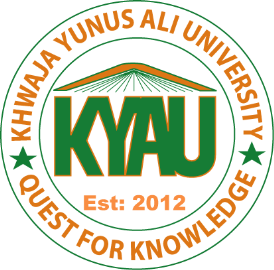 KHWAJA YUNUS ALI UNIVERSITY
KYAU
Est: 2012
QUEST FOR KNOWLEDGE